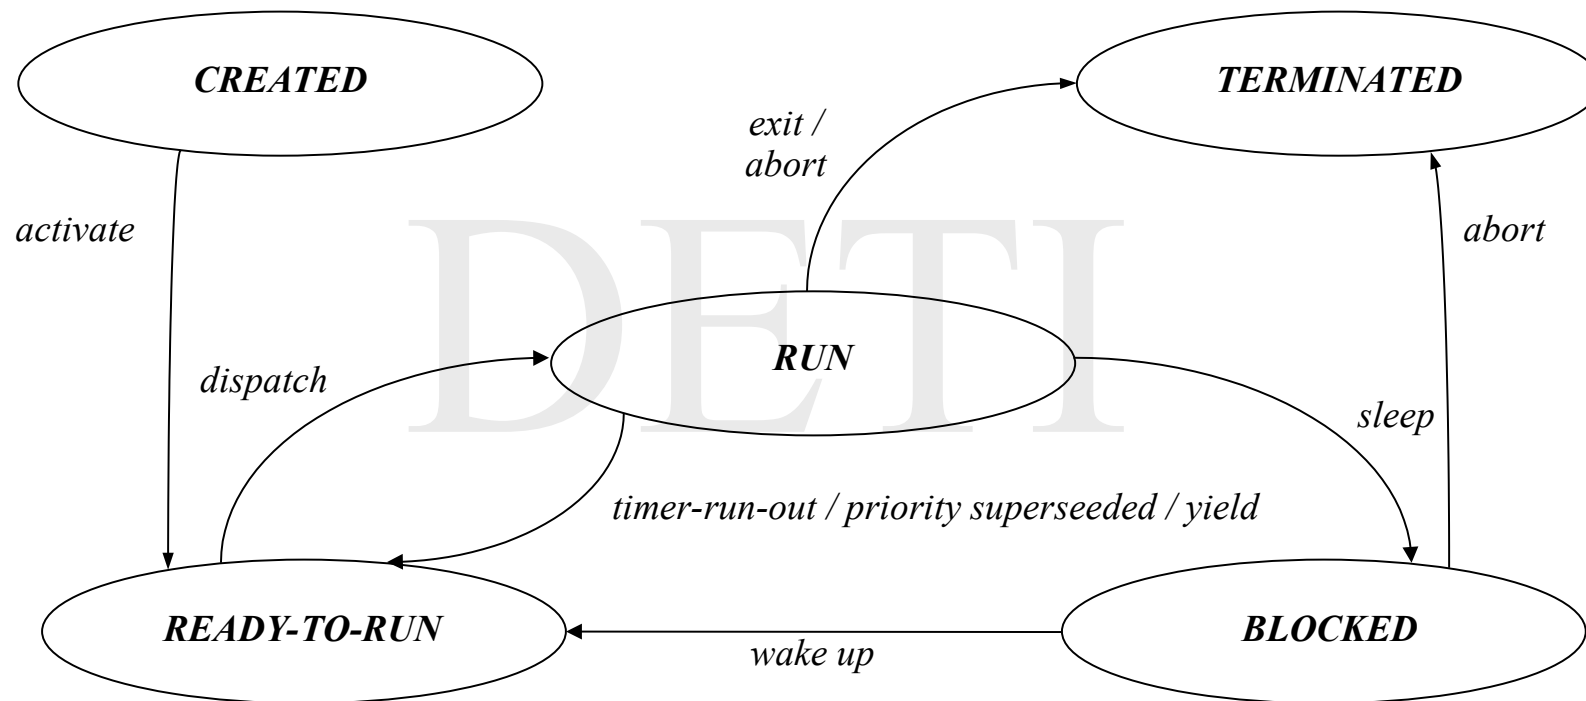 CREATED
TERMINATED
exit /
abort
activate
abort
DETI
RUN
dispatch
sleep
timer-run-out / priority superseeded / yield
READY-TO-RUN
BLOCKED
wake up